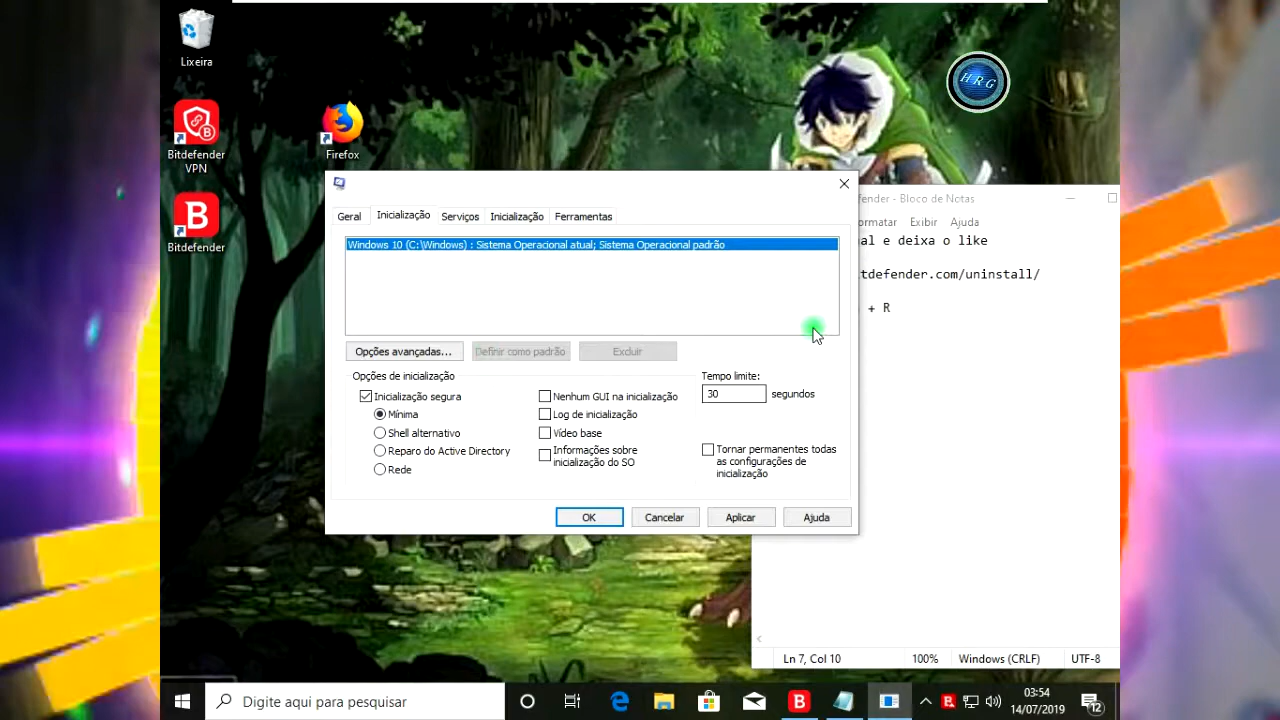 Lixeira
HRG
Bitdefender
VPN
Firefox
Bitdefender
Geral
Inicialização
Serviços
Inicialização
Ferramentas
Windows 10 (C:\Windows) : Sistema Operacional atual; Sistema Operacional padrão
Opções avançadas...
Definir como padrão
Excluir
Opções de inicialização
Inicialização segura
Mínima
Shell alternativo
Reparo do Active Directory
Rede
Nenhum GUI na inicialização
Log de inicialização
Vídeo base
Informações sobre
inicialização do SO
Tempo limite:
30 segundos
Tornar permanentes todas
as configurações de
inicialização
OK
Cancelar
Aplicar
Ajuda
fender - Bloco de Notas
ormatar Exibir Ajuda
al e deixa o like
tdefender.com/uninstall/
+ R
Ln 7, Col 10
100%
Windows (CRLF)
UTF-8
Digite aqui para pesquisar
03:54
14/07/2019
12